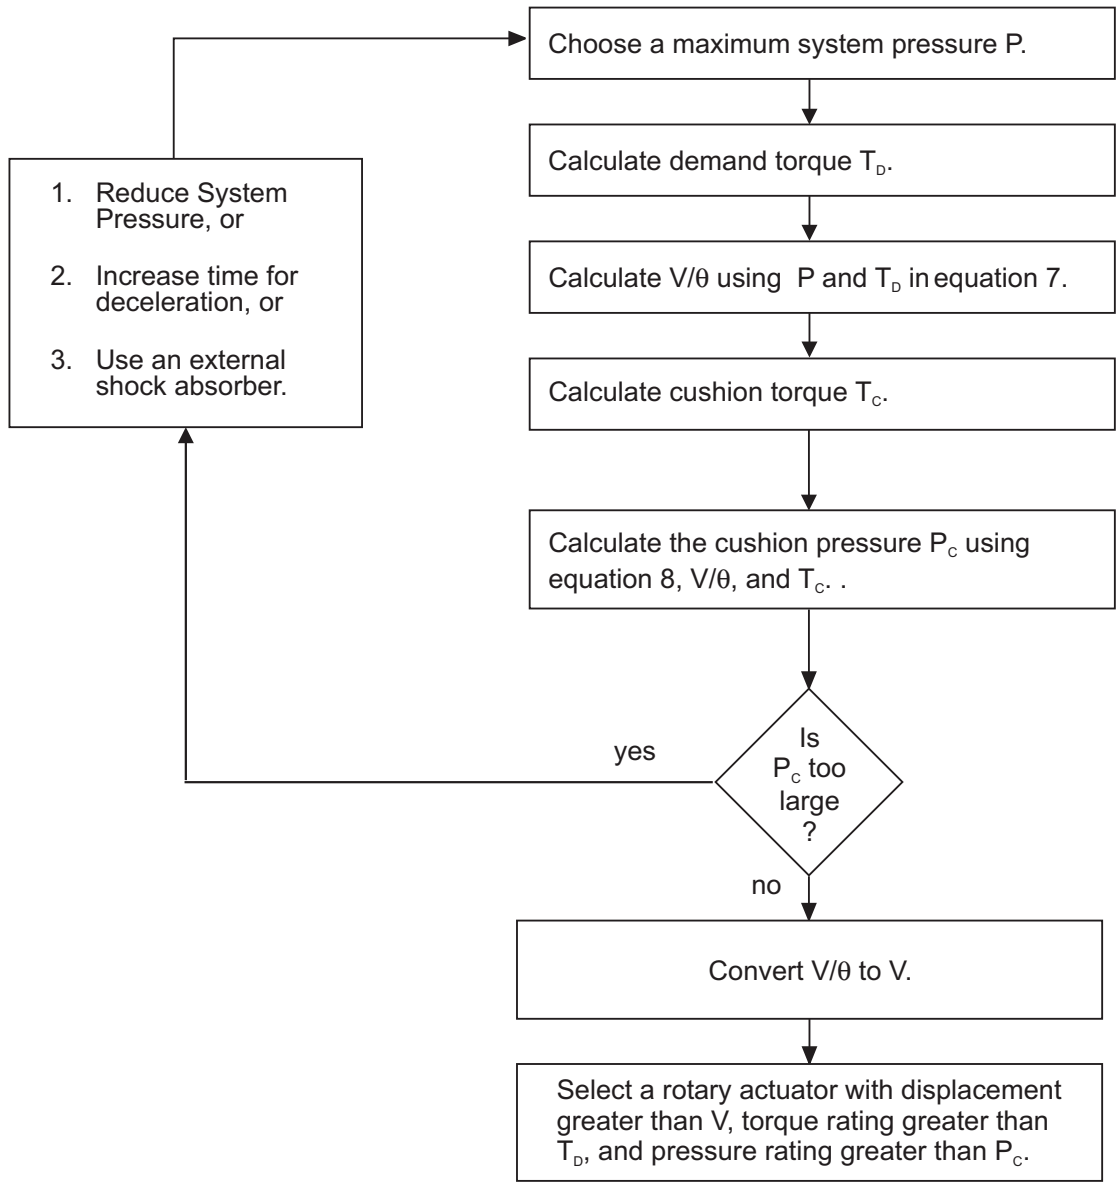 Choose a maximum system pressure P.
Calculate demand torque T_D.
Calculate V/θ using P and T_D in equation 7.
Calculate cushion torque T_C.
Calculate the cushion pressure P_C using
equation 8, V/θ, and T_C. .
Is
P_C too
large
?
yes
1. Reduce System
Pressure, or
2. Increase time for
deceleration, or
3. Use an external
shock absorber.
no
Convert V/θ to V.
Select a rotary actuator with displacement
greater than V, torque rating greater than
T_D, and pressure rating greater than P_C.